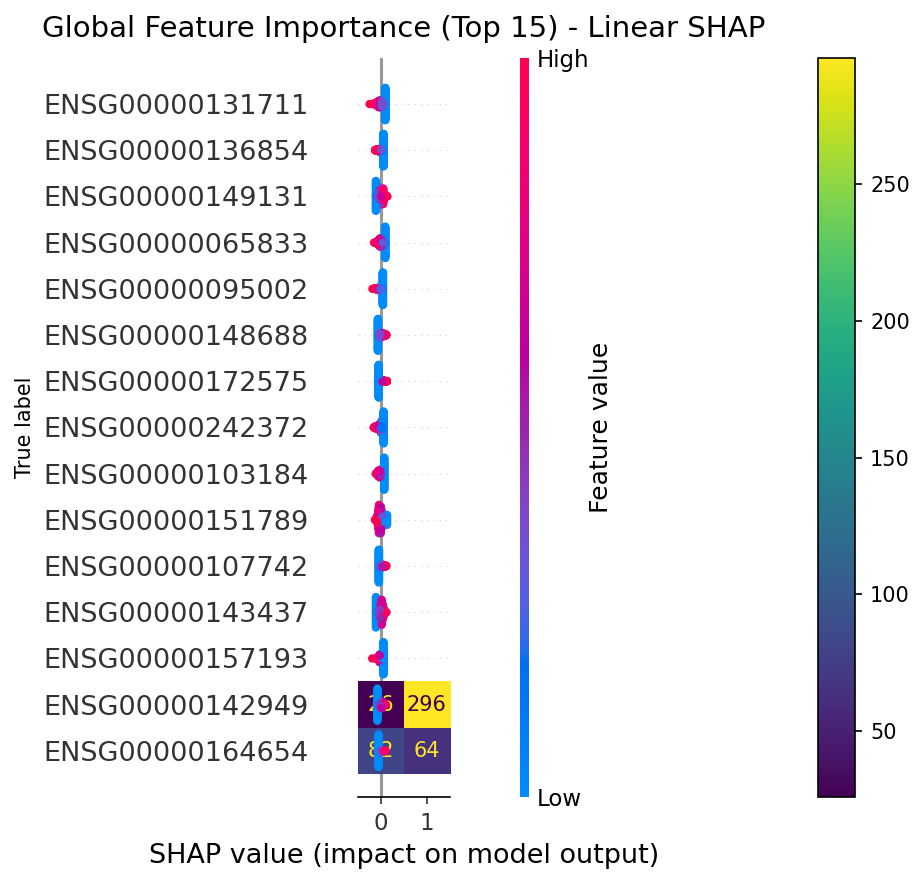 Global Feature Importance (Top 15) - Linear SHAP
High
ENSG00000131711
ENSG00000136854
ENSG00000149131
ENSG00000065833
ENSG00000095002
ENSG00000148688
ENSG00000172575
ENSG00000242372
ENSG00000103184
ENSG00000151789
ENSG00000107742
ENSG00000143437
ENSG00000157193
ENSG00000142949
ENSG00000164654
True label
26 296
82 64
0 1
SHAP value (impact on model output)
Low
Feature value
250
200
150
100
50